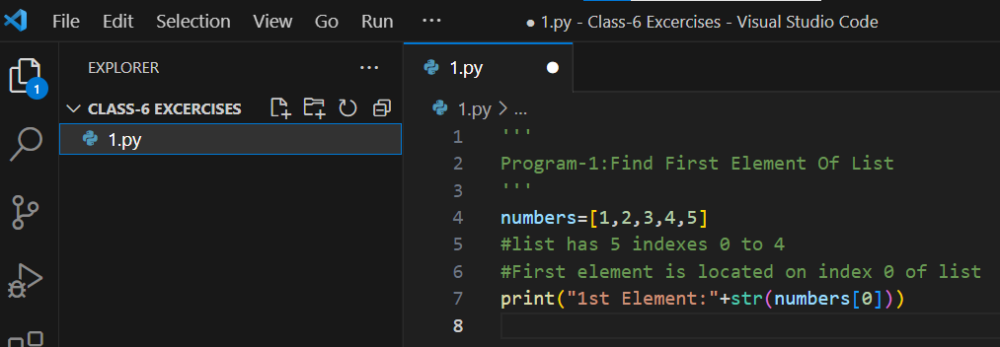 File Edit Selection View Go Run ...
● 1.py - Class-6 Excercises - Visual Studio Code
EXPLORER ...
CLASS-6 EXCERCISES
1.py
1
1.py ●
1.py > ...
1 '''
2 Program-1:Find First Element Of List
3 '''
4 numbers=[1,2,3,4,5]
5 #list has 5 indexes 0 to 4
6 #First element is located on index 0 of list
7 print("1st Element:"+str(numbers[0]))
8